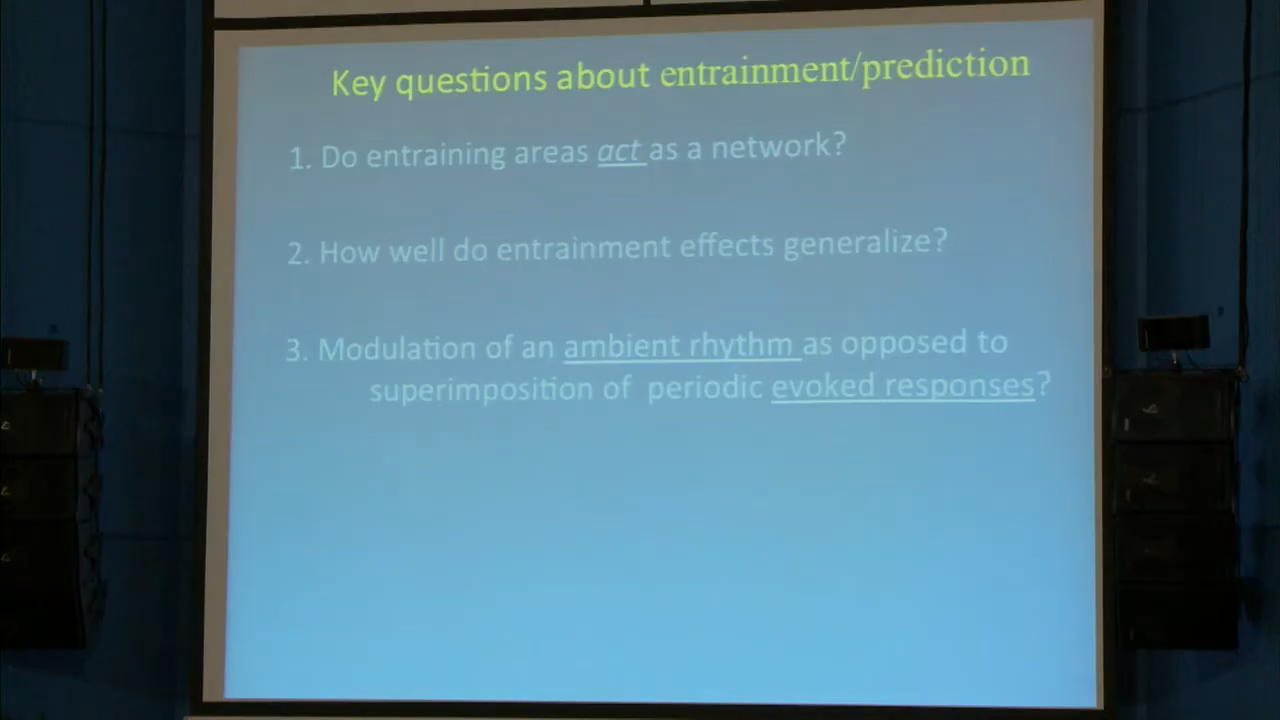 Key questions about entrainment/prediction
1. Do entraining areas act as a network?
2. How well do entrainment effects generalize?
3. Modulation of an ambient rhythm as opposed to
superimposition of periodic evoked responses?